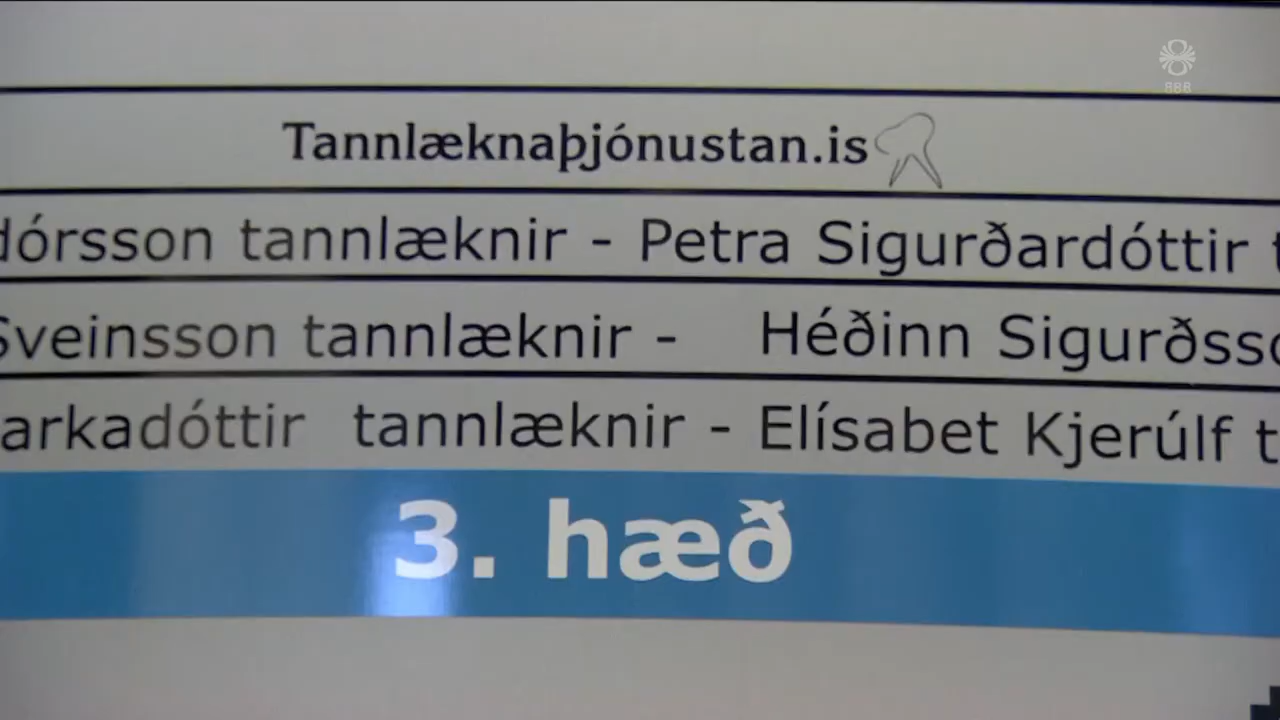 Tannlæknaþjónustan.is
dórsson tannlæknir - Petra Sigurðardóttir t
Sveinsson tannlæknir - Héðinn Sigurðsso
arkadóttir tannlæknir - Elísabet Kjerúlf t
3. hæð